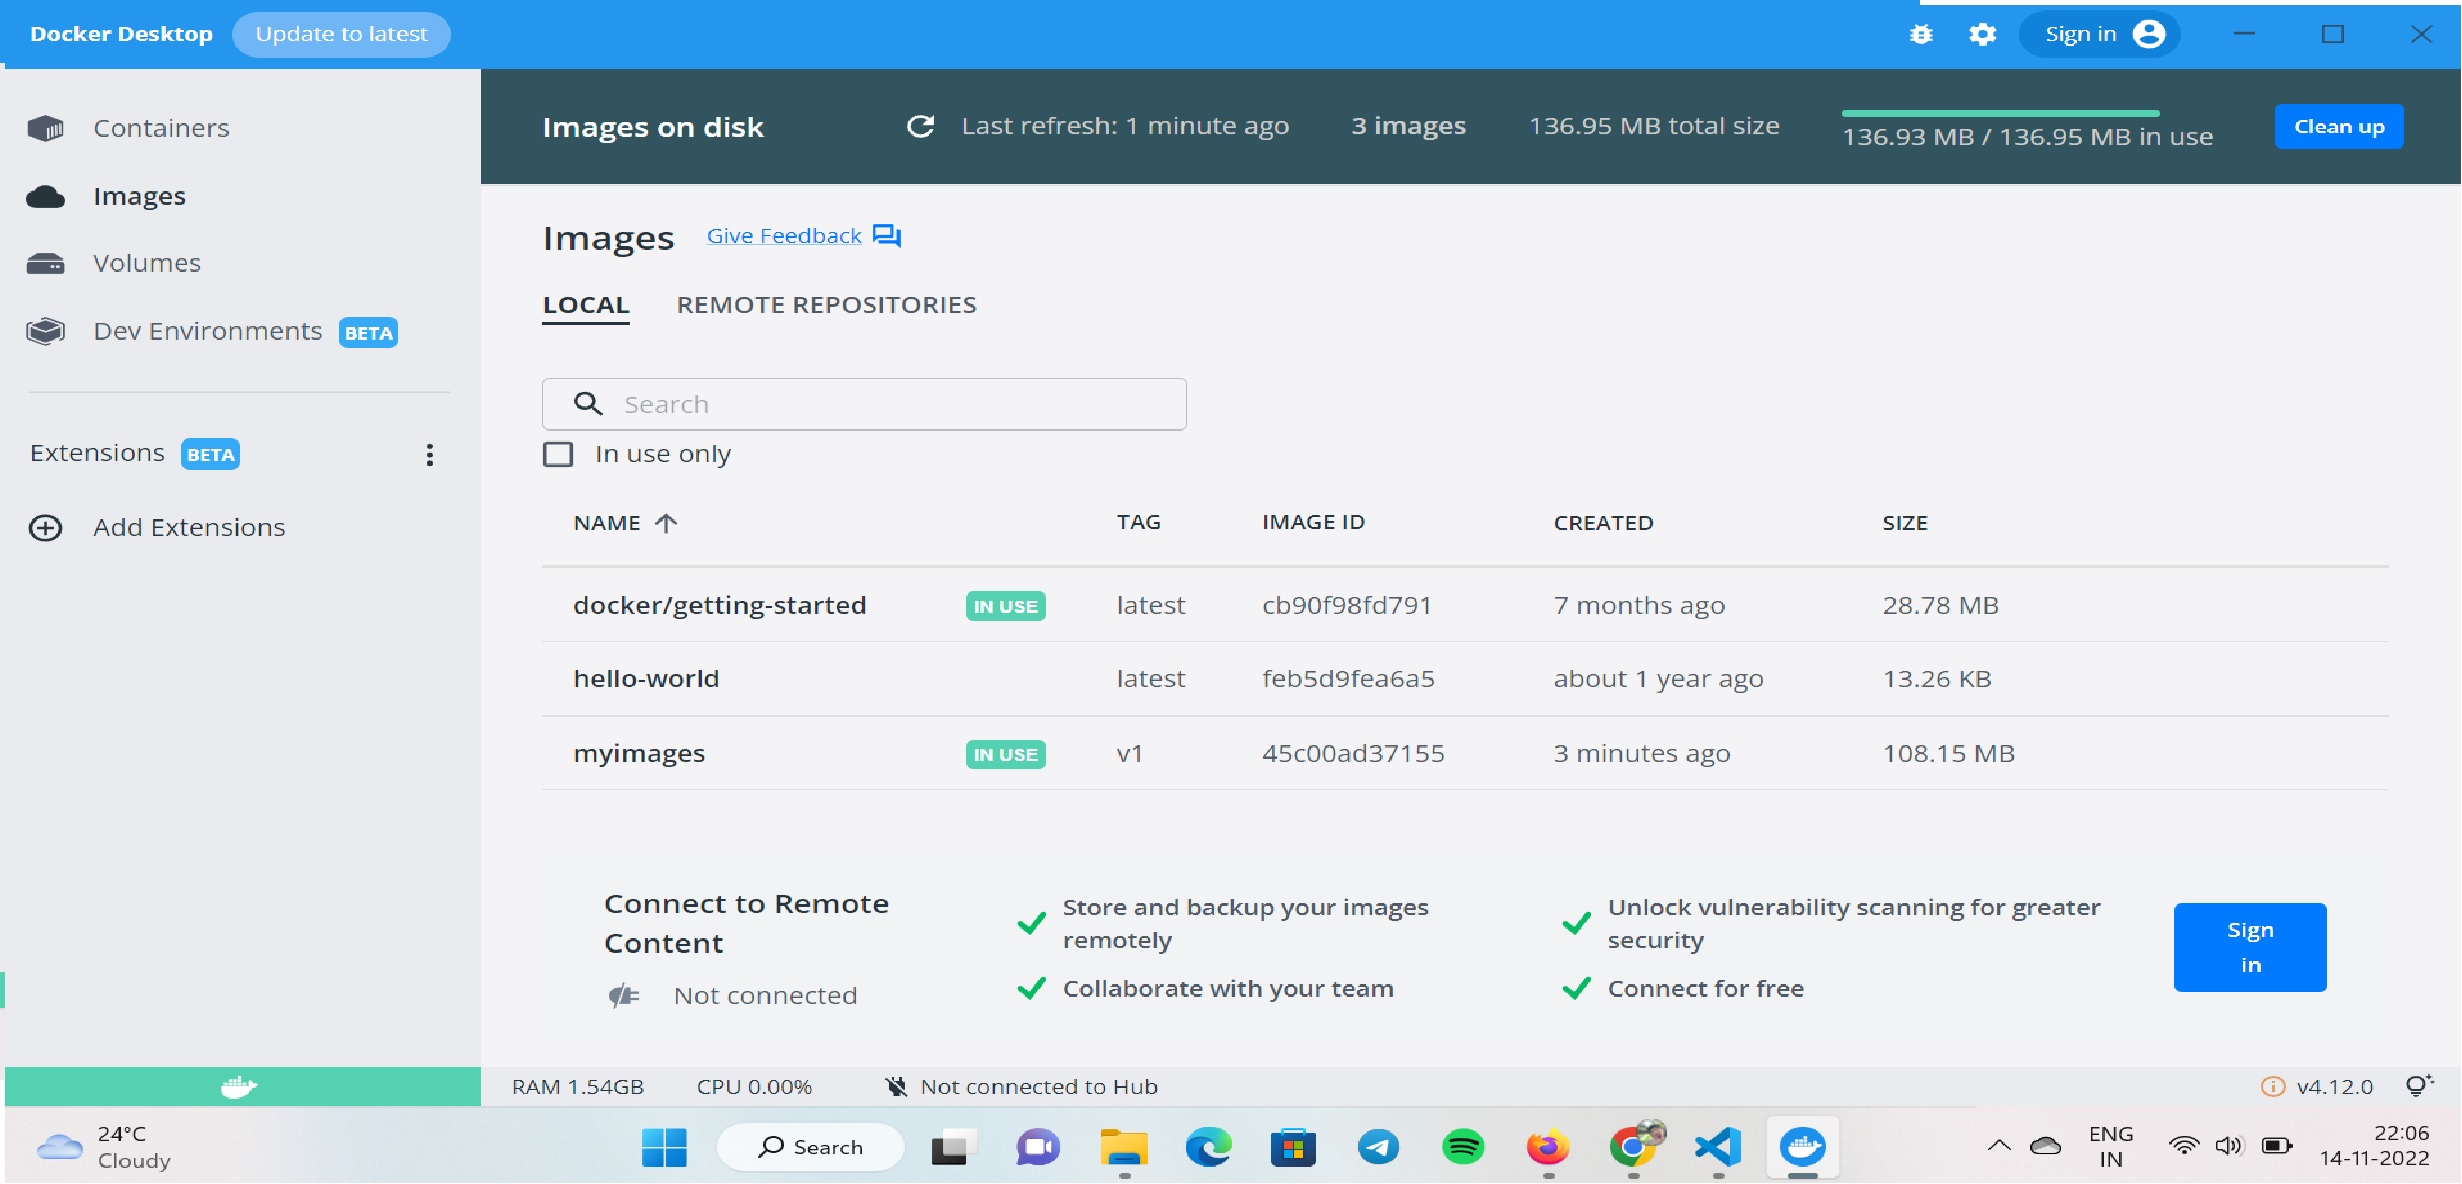 Docker Desktop Update to latest Sign in
Containers
Images
Volumes
Dev Environments BETA
Extensions BETA
Add Extensions
Images on disk Last refresh: 1 minute ago 3 images 136.95 MB total size 136.93 MB / 136.95 MB in use Clean up
Images Give Feedback
LOCAL REMOTE REPOSITORIES
Search
In use only
NAME TAG IMAGE ID CREATED SIZE
docker/getting-started IN USE latest cb90f98fd791 7 months ago 28.78 MB
hello-world latest feb5d9fea6a5 about 1 year ago 13.26 KB
myimages IN USE v1 45c00ad37155 3 minutes ago 108.15 MB
Connect to Remote
Content
Not connected
Store and backup your images
remotely
Collaborate with your team
Unlock vulnerability scanning for greater
security
Connect for free
Sign
in
RAM 1.54GB CPU 0.00% Not connected to Hub v4.12.0
24°C
Cloudy
Search
ENG
IN
22:06
14-11-2022